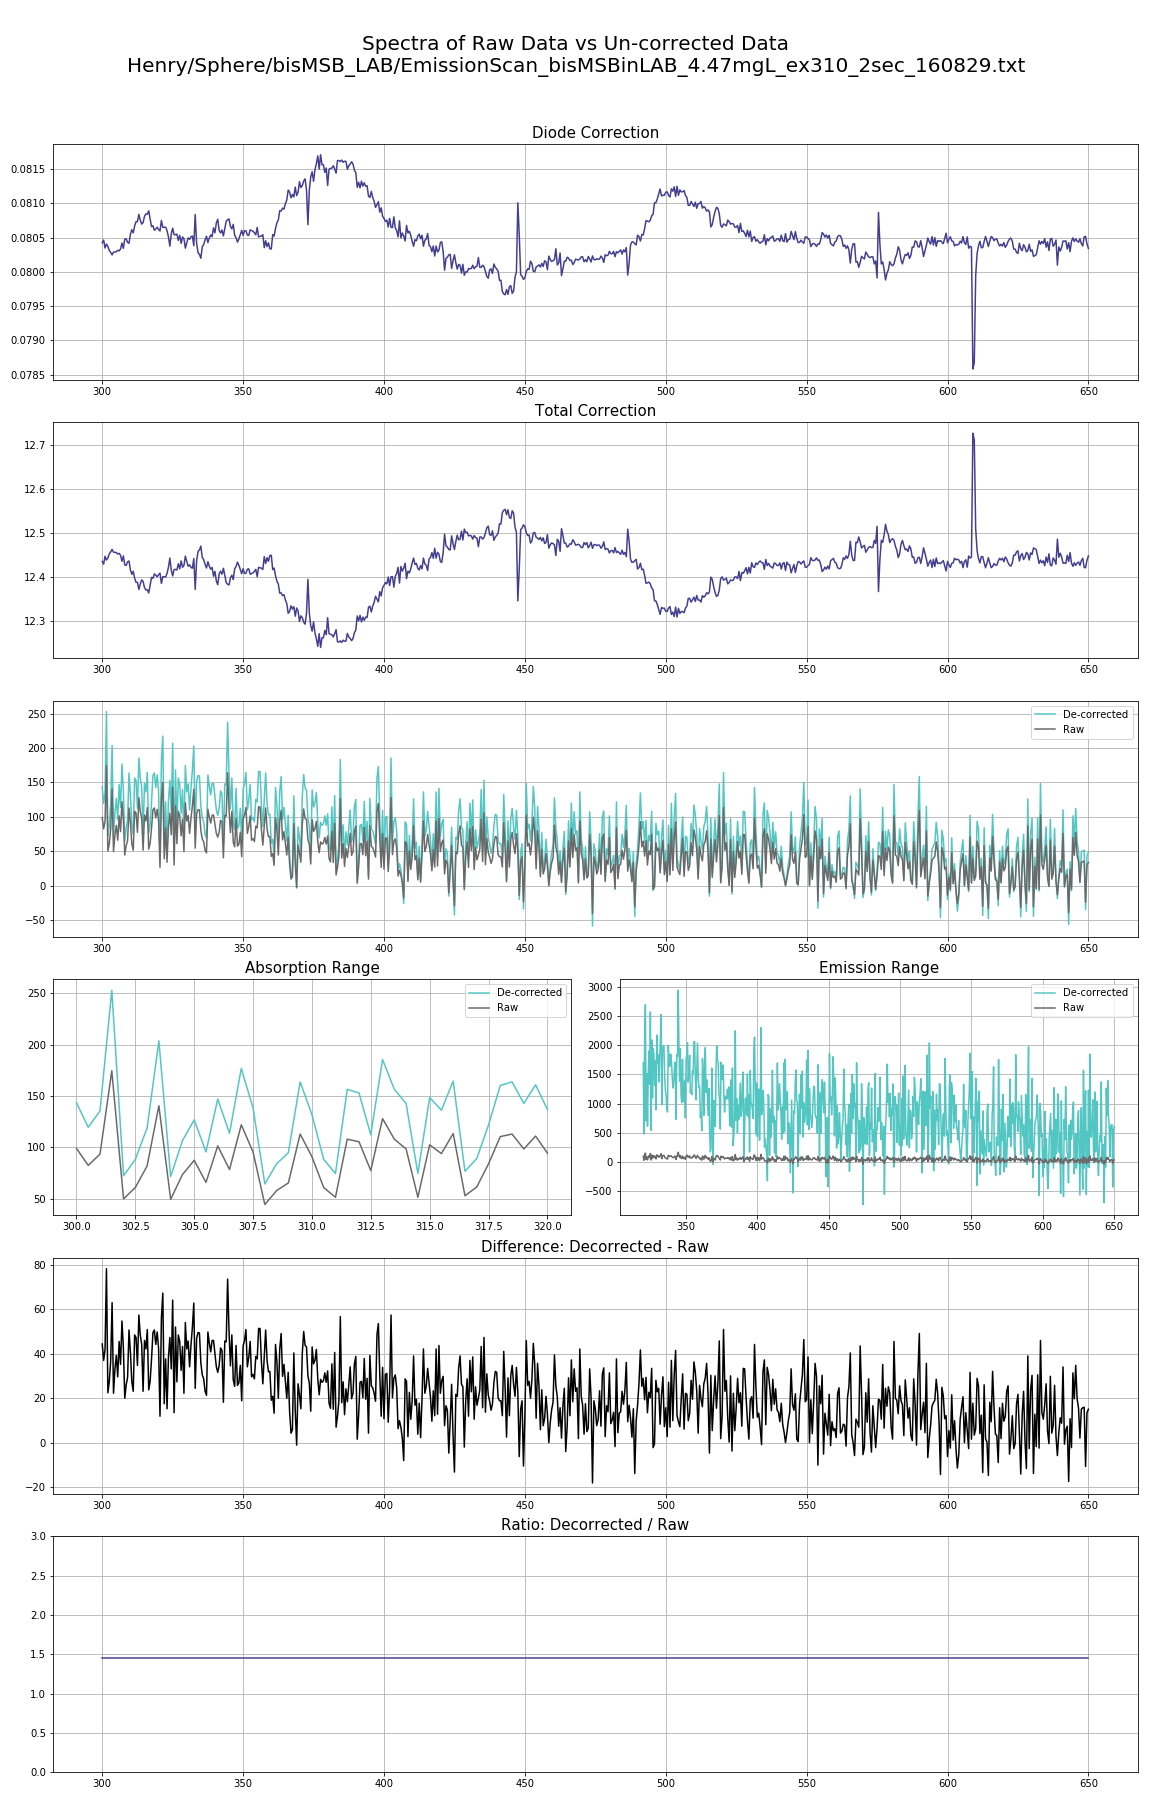 Spectra of Raw Data vs Un-corrected Data
Henry/Sphere/bisMSB_LAB/EmissionScan_bisMSBinLAB_4.47mgL_ex310_2sec_160829.txt
Diode Correction
0.0815
0.0810
0.0805
0.0800
0.0795
0.0790
0.0785
300 350 400 450 500 550 600 650
Total Correction
12.7
12.6
12.5
12.4
12.3
300 350 400 450 500 550 600 650
250
200
150
100
50
0
−50
De-corrected
Raw
300 350 400 450 500 550 600 650
Absorption Range
250
200
150
100
50
De-corrected
Raw
300.0 302.5 305.0 307.5 310.0 312.5 315.0 317.5 320.0
Emission Range
3000
2500
2000
1500
1000
500
0
−500
De-corrected
Raw
350 400 450 500 550 600 650
Difference: Decorrected - Raw
80
60
40
20
0
−20
300 350 400 450 500 550 600 650
Ratio: Decorrected / Raw
3.0
2.5
2.0
1.5
1.0
0.5
0.0
300 350 400 450 500 550 600 650